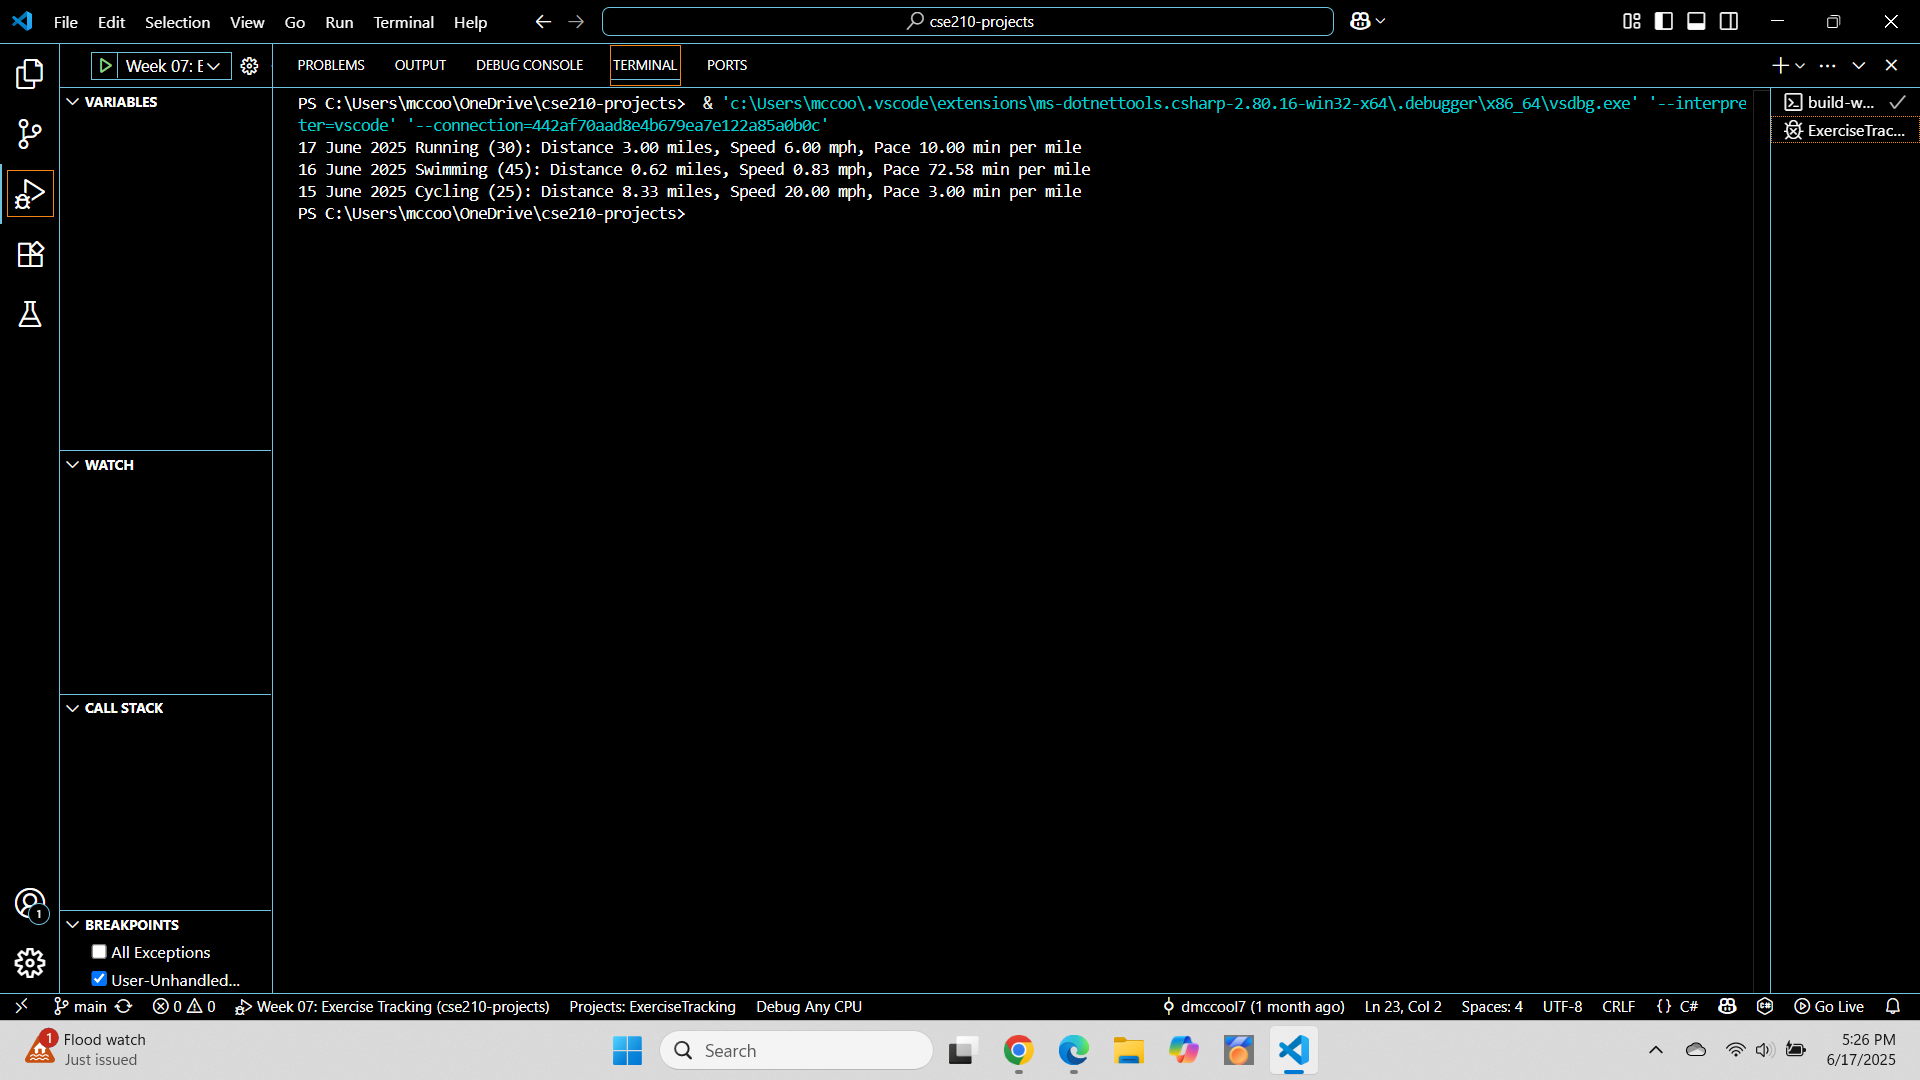 File Edit Selection View Go Run Terminal Help
cse210-projects
Week 07: E
PROBLEMS OUTPUT DEBUG CONSOLE TERMINAL PORTS
VARIABLES
PS C:\Users\mccoo\OneDrive\cse210-projects>  & 'c:\Users\mccoo\.vscode\extensions\ms-dotnettools.csharp-2.80.16-win32-x64\.debugger\x86_64\vsdbg.exe' '--interpre
ter=vscode' '--connection=442af70aad8e4b679ea7e122a85a0b0c'
17 June 2025 Running (30): Distance 3.00 miles, Speed 6.00 mph, Pace 10.00 min per mile
16 June 2025 Swimming (45): Distance 0.62 miles, Speed 0.83 mph, Pace 72.58 min per mile
15 June 2025 Cycling (25): Distance 8.33 miles, Speed 20.00 mph, Pace 3.00 min per mile
PS C:\Users\mccoo\OneDrive\cse210-projects>
build-w...
ExerciseTrac...
WATCH
CALL STACK
BREAKPOINTS
All Exceptions
User-Unhandled...
1
main 0 0 Week 07: Exercise Tracking (cse210-projects) Projects: ExerciseTracking Debug Any CPU dmccool7 (1 month ago) Ln 23, Col 2 Spaces: 4 UTF-8 CRLF {} C# Go Live
1
Flood watch
Just issued
Search
5:26 PM
6/17/2025